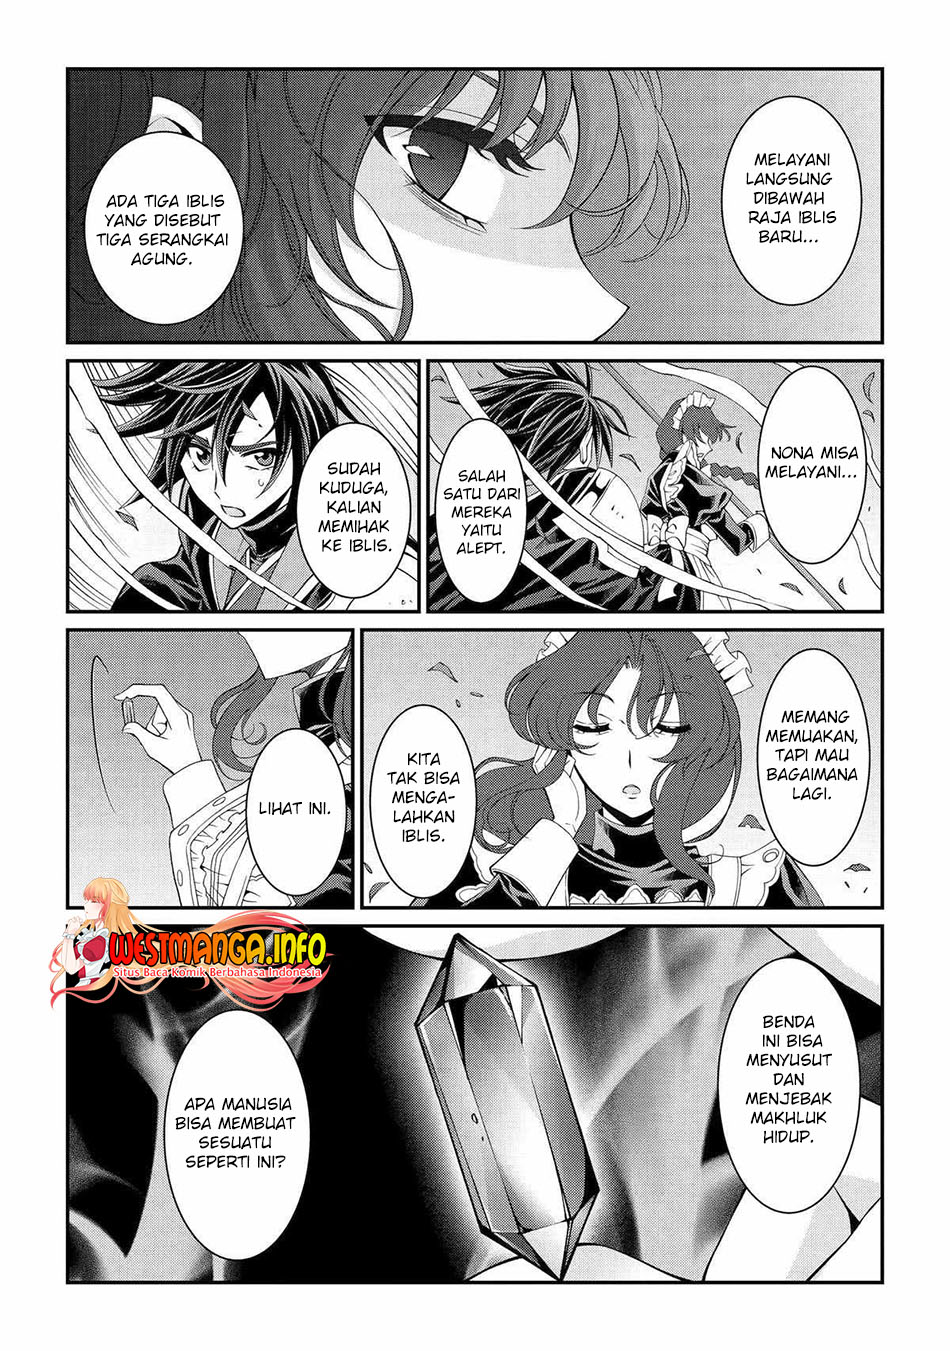 MELAYANI
LANGSUNG
DIBAWAH
RAJA IBLIS
BARU...
ADA TIGA IBLIS
YANG DISEBUT
TIGA SERANGKAI
AGUNG.
NONA MISA
MELAYANI...
SALAH
SATU DARI
MEREKA
YAITU
ALEPT.
SUDAH
KUDUGA,
KALIAN
MEMIHAK
KE IBLIS.
MEMANG
MEMUAKAN,
TAPI MAU
BAGAIMANA
LAGI.
KITA
TAK BISA
MENGA-
LAHKAN
IBLIS.
LIHAT INI.
WESTMANGA.INFO
Situs Baca Komik Berbahasa Indonesia
BENDA
INI BISA
MENYUSUT
DAN
MENJEBAK
MAKHLUK
HIDUP.
APA MANUSIA
BISA MEMBUAT
SESUATU
SEPERTI INI?